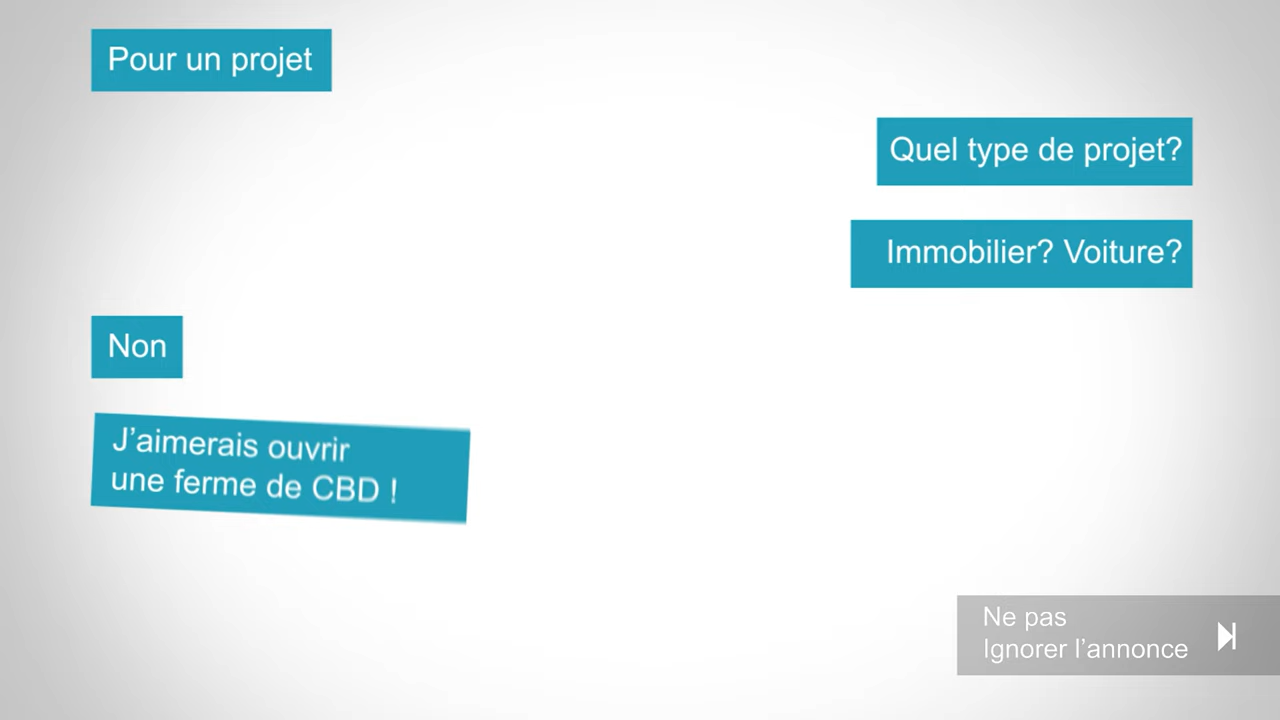 Pour un projet
Quel type de projet?
Immobilier? Voiture?
Non
J’aimerais ouvrir
une ferme de CBD !
Ne pas
Ignorer l’annonce